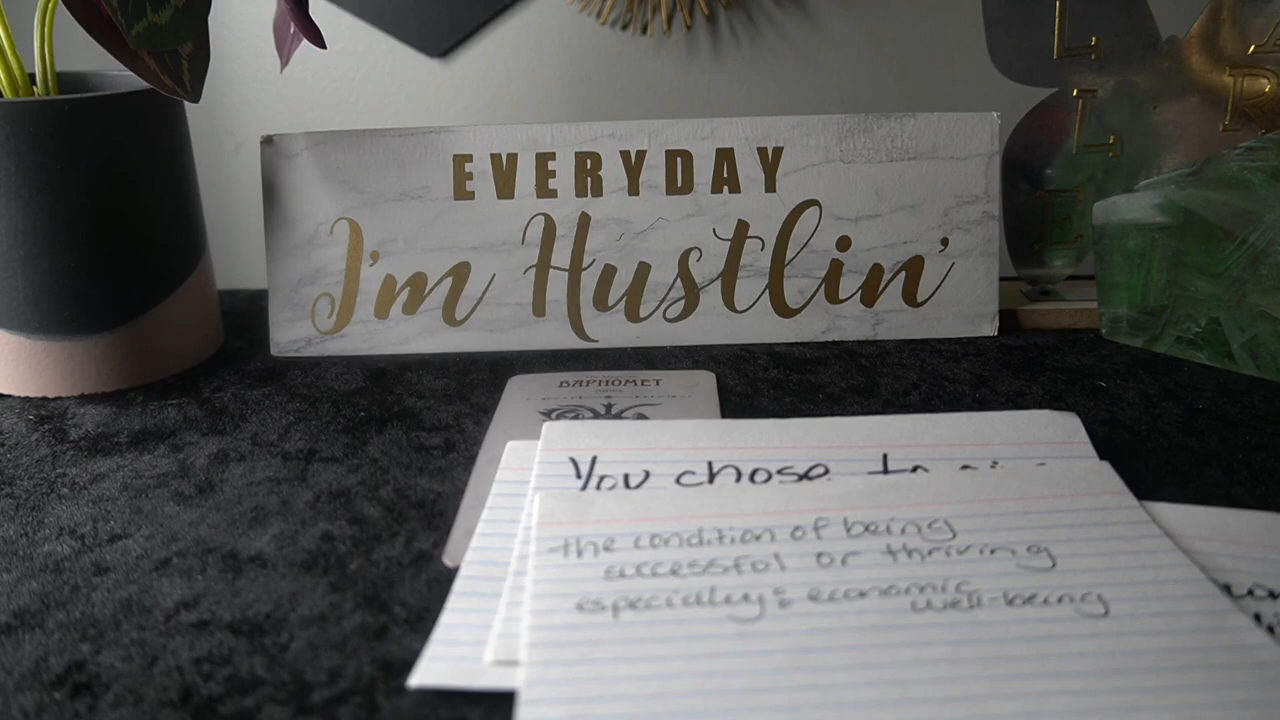 EVERYDAY
I'm Hustlin'
BAPHOMET
You chose
the condition of being
successful or thriving
especially: economic
well-being